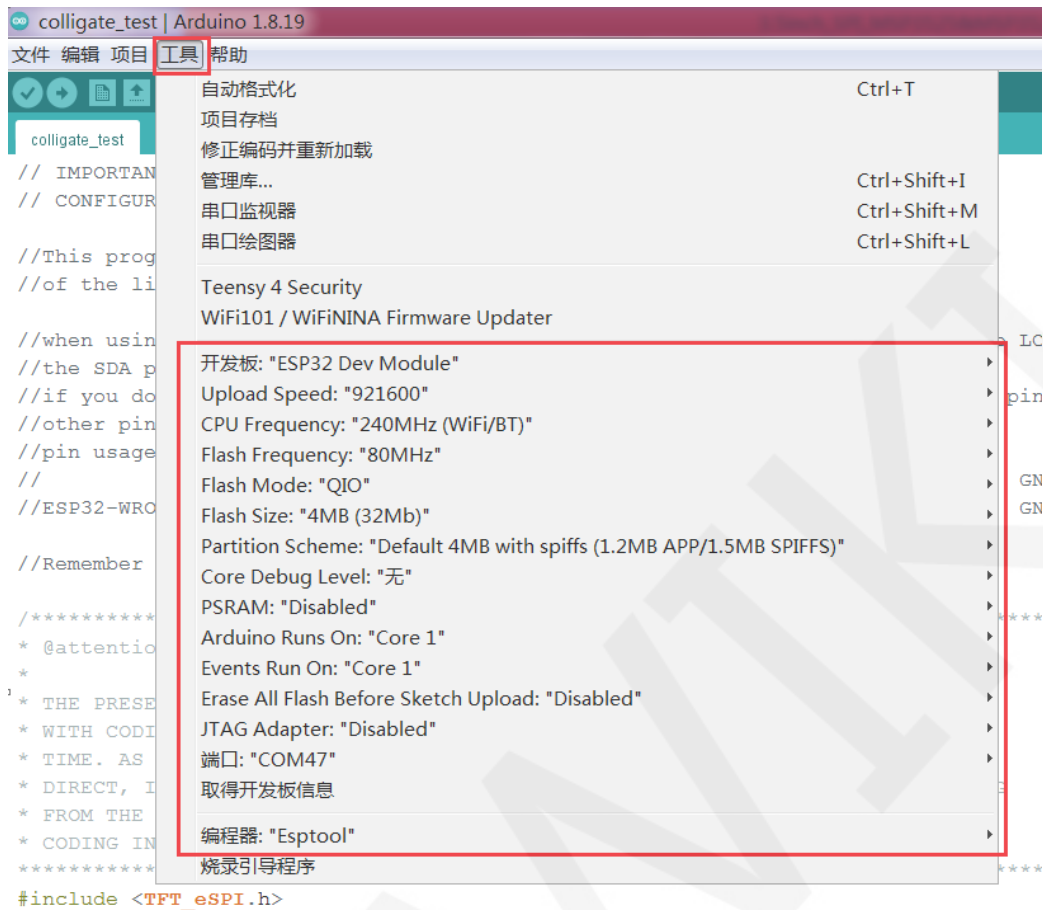 colligate_test | Arduino 1.8.19
文件 编辑 项目 工具 帮助
自动格式化 Ctrl+T
项目存档
colligate_test
修正编码并重新加载
// IMPORTAN
管理库... Ctrl+Shift+I
// CONFIGUR
串口监视器 Ctrl+Shift+M
串口绘图器 Ctrl+Shift+L
//This prog
//of the li
Teensy 4 Security
WiFi101 / WiFiNINA Firmware Updater
//when usin LO
开发板: "ESP32 Dev Module"
//the SDA p
Upload Speed: "921600"
//if you do pin
CPU Frequency: "240MHz (WiFi/BT)"
//other pin
Flash Frequency: "80MHz"
//pin usage
Flash Mode: "QIO"
// GN
Flash Size: "4MB (32Mb)"
//ESP32-WRO GN
Partition Scheme: "Default 4MB with spiffs (1.2MB APP/1.5MB SPIFFS)"
//Remember
Core Debug Level: "无"
PSRAM: "Disabled"
/********** ****
Arduino Runs On: "Core 1"
* @attentio
Events Run On: "Core 1"
*
Erase All Flash Before Sketch Upload: "Disabled"
* THE PRESE
JTAG Adapter: "Disabled"
* WITH CODI
端口: "COM47"
* TIME. AS
取得开发板信息
* DIRECT, I
* FROM THE
编程器: "Esptool"
* CODING IN
烧录引导程序
*********** ****
#include <TFT_eSPI.h>